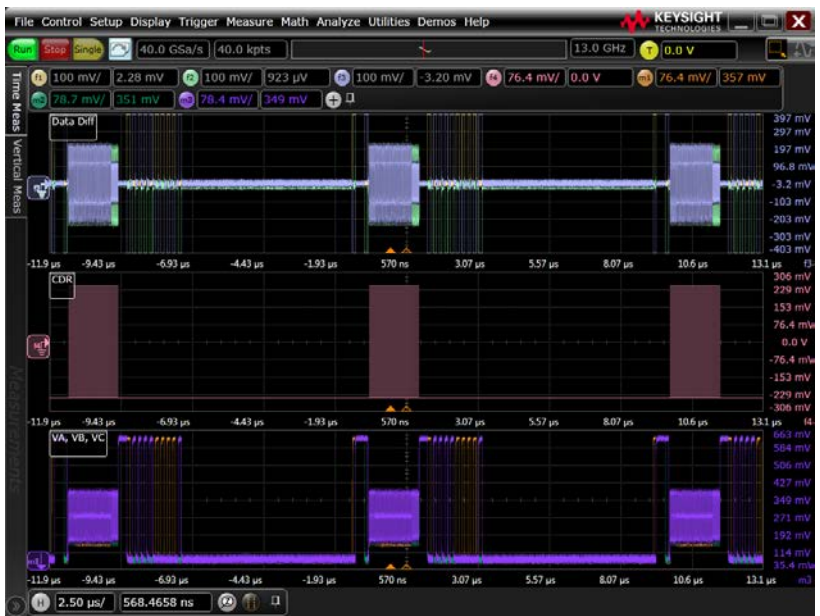 File Control Setup Display Trigger Measure Math Analyze Utilities Demos Help
KEYSIGHT
TECHNOLOGIES
Run Stop Single 40.0 GSa/s 40.0 kpts 13.0 GHz T 0.0 V
f1 100 mV/ 2.28 mV f2 100 mV/ 923 µV f3 100 mV/ -3.20 mV f4 76.4 mV/ 0.0 V m1 76.4 mV/ 357 mV
m2 78.7 mV/ 351 mV m3 78.4 mV/ 349 mV
Time Meas
Vertical Meas
Measurements
Data Diff
397 mV
297 mV
197 mV
96.8 mV
-3.2 mV
-103 mV
-203 mV
-303 mV
-403 mV
-11.9 µs -9.43 µs -6.93 µs -4.43 µs -1.93 µs 570 ns 3.07 µs 5.57 µs 8.07 µs 10.6 µs 13.1 µs f3
CDR
306 mV
229 mV
153 mV
76.4 mV
0.0 V
-76.4 mV
-153 mV
-229 mV
-306 mV
-11.9 µs -9.43 µs -6.93 µs -4.43 µs -1.93 µs 570 ns 3.07 µs 5.57 µs 8.07 µs 10.6 µs 13.1 µs f4
VA, VB, VC
663 mV
584 mV
506 mV
427 mV
349 mV
271 mV
192 mV
114 mV
35.4 mV
-11.9 µs -9.43 µs -6.93 µs -4.43 µs -1.93 µs 570 ns 3.07 µs 5.57 µs 8.07 µs 10.6 µs 13.1 µs m3
H 2.50 µs/ 568.4658 ns